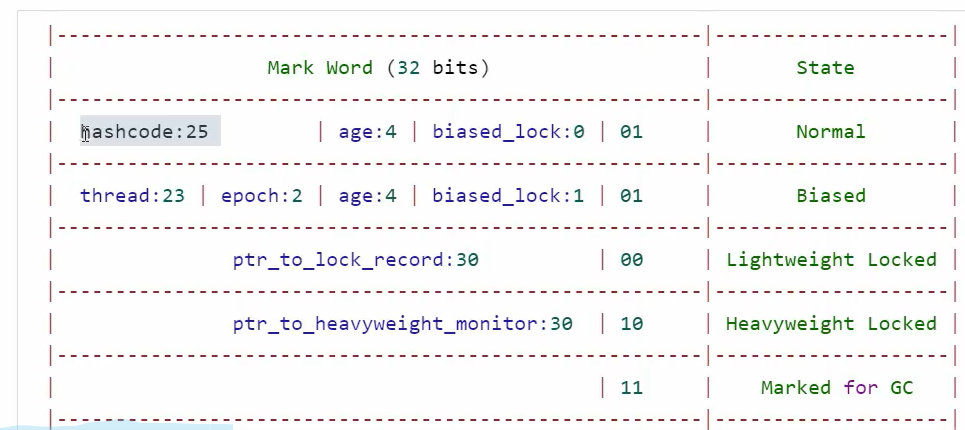 |-------------------------------------------------------|--------------------|
| Mark Word (32 bits) | State |
|-------------------------------------------------------|--------------------|
| hashcode:25 | age:4 | biased_lock:0 | 01 | Normal |
|-------------------------------------------------------|--------------------|
| thread:23 | epoch:2 | age:4 | biased_lock:1 | 01 | Biased |
|-------------------------------------------------------|--------------------|
| ptr_to_lock_record:30 | 00 | Lightweight Locked |
|-------------------------------------------------------|--------------------|
| ptr_to_heavyweight_monitor:30 | 10 | Heavyweight Locked |
|-------------------------------------------------------|--------------------|
| | 11 | Marked for GC |
|-------------------------------------------------------|--------------------|